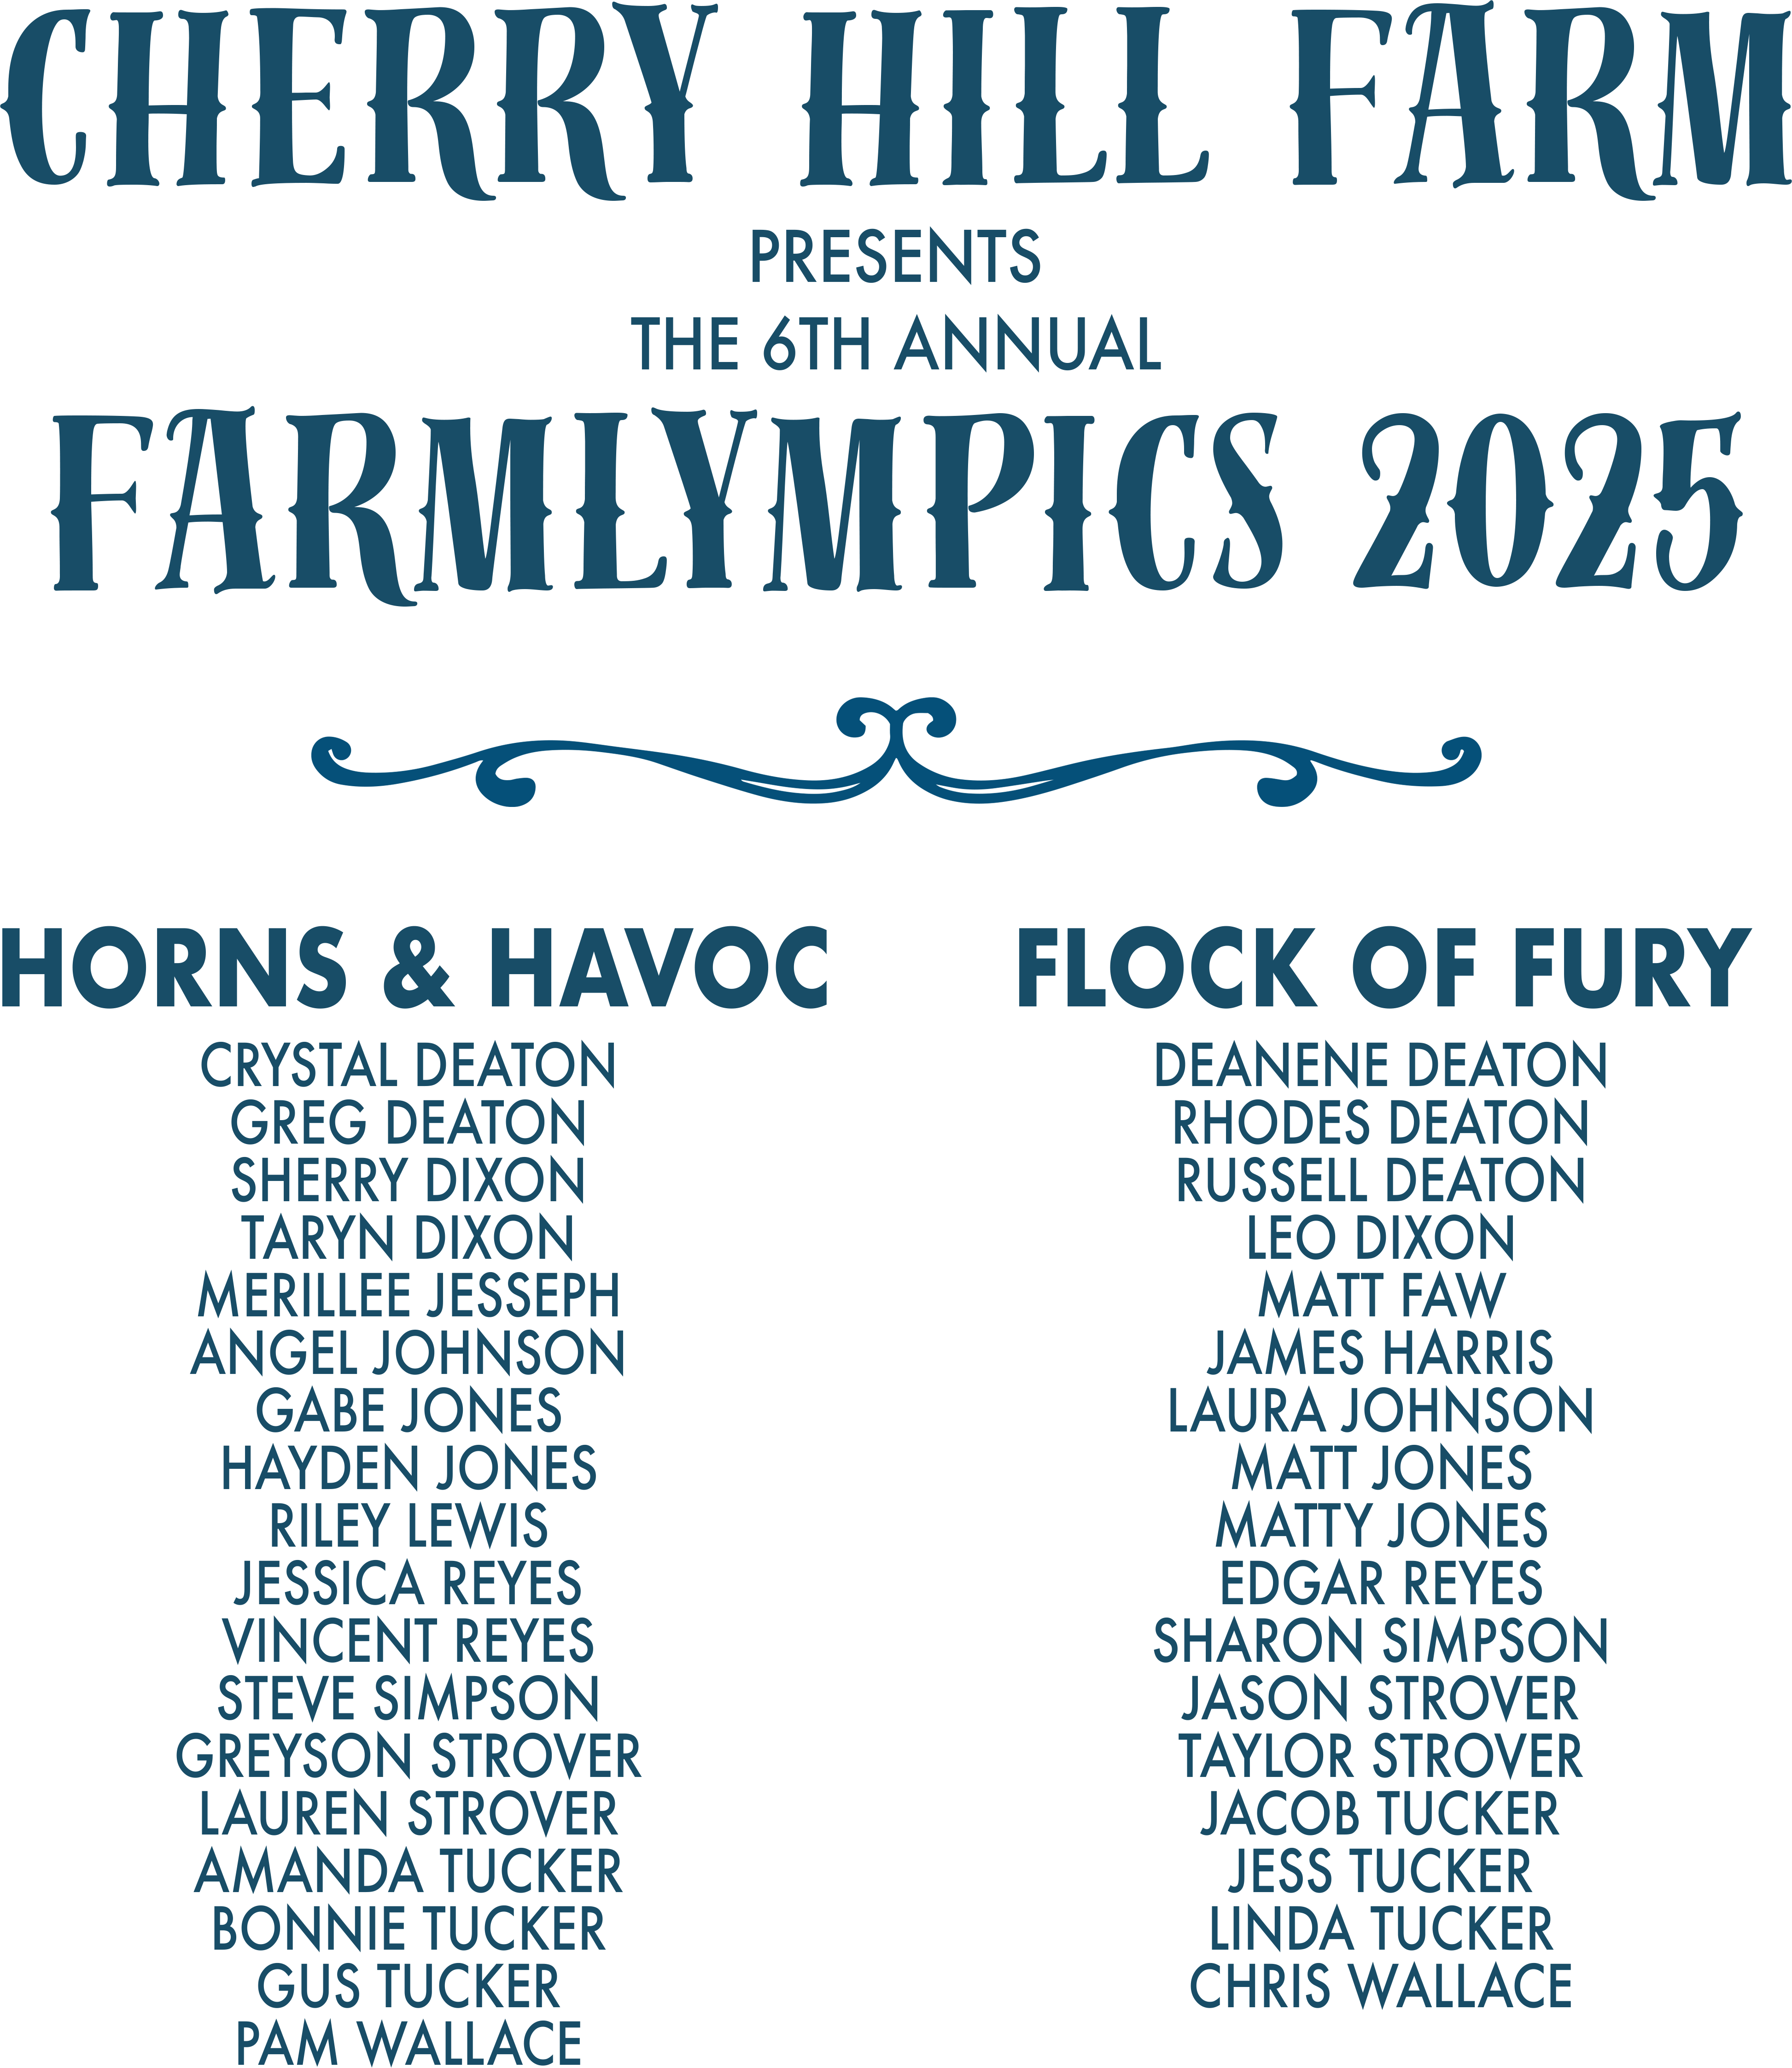 CHERRY HILL FARM
PRESENTS
THE 6TH ANNUAL
FARMLYMPICS 2025
HORNS & HAVOC
CRYSTAL DEATON
GREG DEATON
SHERRY DIXON
TARYN DIXON
MERILLEE JESSEPH
ANGEL JOHNSON
GABE JONES
HAYDEN JONES
RILEY LEWIS
JESSICA REYES
VINCENT REYES
STEVE SIMPSON
GREYSON STROVER
LAUREN STROVER
AMANDA TUCKER
BONNIE TUCKER
GUS TUCKER
PAM WALLACE
FLOCK OF FURY
DEANENE DEATON
RHODES DEATON
RUSSELL DEATON
LEO DIXON
MATT FAW
JAMES HARRIS
LAURA JOHNSON
MATT JONES
MATTY JONES
EDGAR REYES
SHARON SIMPSON
JASON STROVER
TAYLOR STROVER
JACOB TUCKER
JESS TUCKER
LINDA TUCKER
CHRIS WALLACE